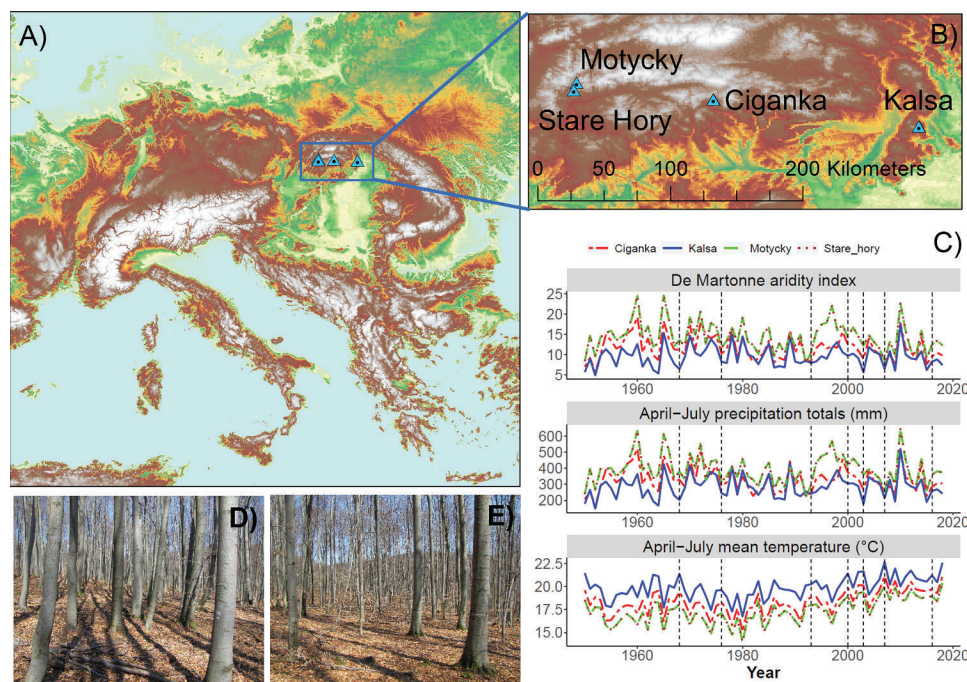 A)
B)
Motycky
Stare Hory
Ciganka
Kalsa
0 50 100 200 Kilometers
C)
Ciganka Kalsa Motycky Stare_hory
De Martonne aridity index
25
20
15
10
5
1960 1980 2000 2020
April−July precipitation totals (mm)
600
500
400
300
200
1960 1980 2000 2020
April−July mean temperature (°C)
22.5
20.0
17.5
15.0
1960 1980 2000 2020
Year
D)
E)